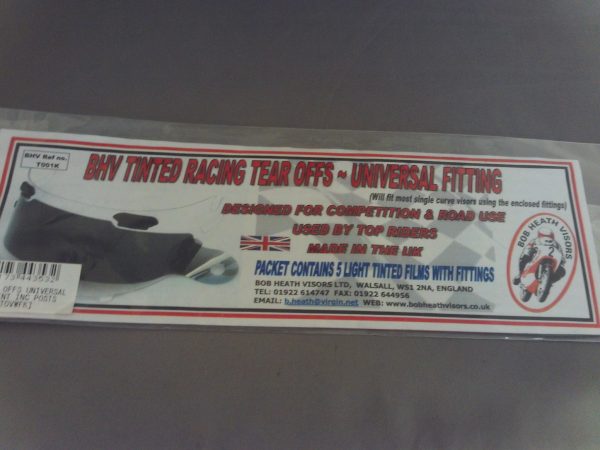 BHV Ref no.
T001K
BHV TINTED RACING TEAR OFFS ~ UNIVERSAL FITTING
(Will fit most single curve visors using the enclosed fittings)
DESIGNED FOR COMPETITION & ROAD USE
USED BY TOP RIDERS
MADE IN THE UK
PACKET CONTAINS 5 LIGHT TINTED FILMS WITH FITTINGS
BOB HEATH VISORS LTD, WALSALL, WS1 2NA, ENGLAND
TEL: 01922 614747 FAX: 01922 644956
EMAIL: b.heath@virgin.net WEB: www.bobheathvisors.co.uk
BOB HEATH VISORS
OFFS UNIVERSAL
NT INC POSTS